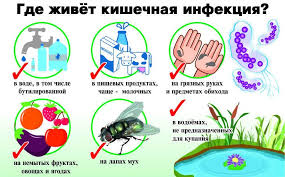 Где живёт кишечная инфекция?
в воде, в том числе
бутилированной
в пищевых продуктах,
чаще - молочных
на грязных руках
и предметах обихода
на немытых фруктах,
овощах и ягодах
на лапах мух
в водоёмах,
не предназначенных
для купания